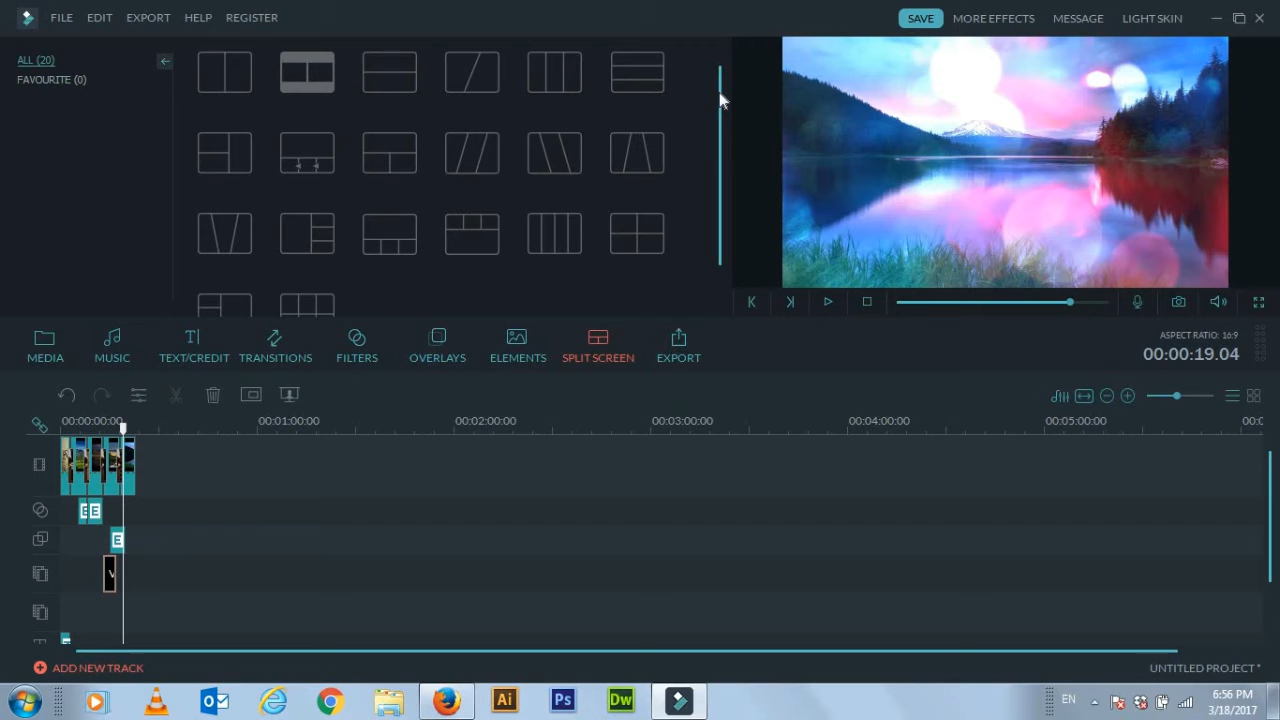 FILE EDIT EXPORT HELP REGISTER SAVE MORE EFFECTS MESSAGE LIGHT SKIN
ALL (20)
FAVOURITE (0)
MEDIA MUSIC TEXT/CREDIT TRANSITIONS FILTERS OVERLAYS ELEMENTS SPLIT SCREEN EXPORT
ASPECT RATIO: 16:9
00:00:19.04
00:00:00:00 00:01:00:00 00:02:00:00 00:03:00:00 00:04:00:00 00:05:00:00 00:0
E E
E
V
ADD NEW TRACK UNTITLED PROJECT *
Ai Ps Dw EN 6:56 PM
3/18/2017